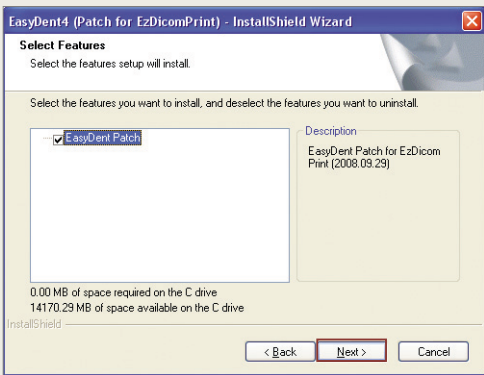 EasyDent4 (Patch for EzDicomPrint) - InstallShield Wizard
Select Features
Select the features setup will install.
Select the features you want to install, and deselect the features you want to uninstall.
EasyDent Patch
Description
EasyDent Patch for EzDicom
Print (2008.09.29)
0.00 MB of space required on the C drive
14170.29 MB of space available on the C drive
InstallShield
< Back
Next >
Cancel